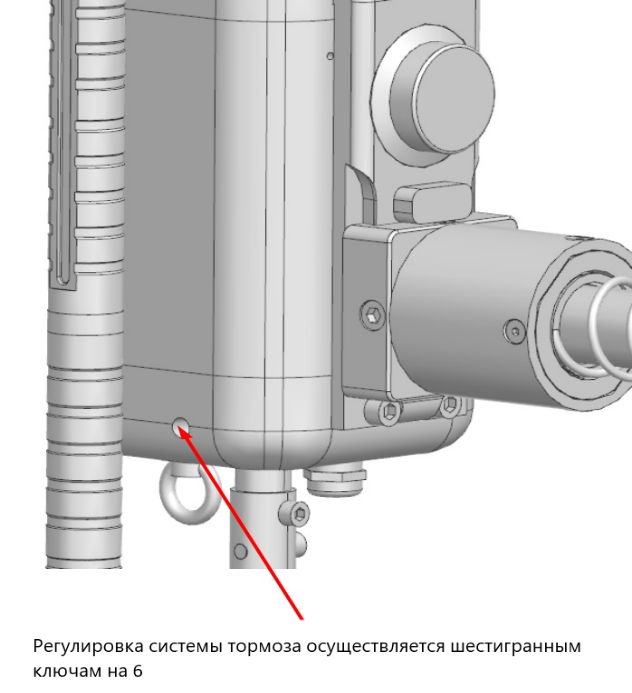 Регулировка системы тормоза осуществляется шестигранным
ключам на 6